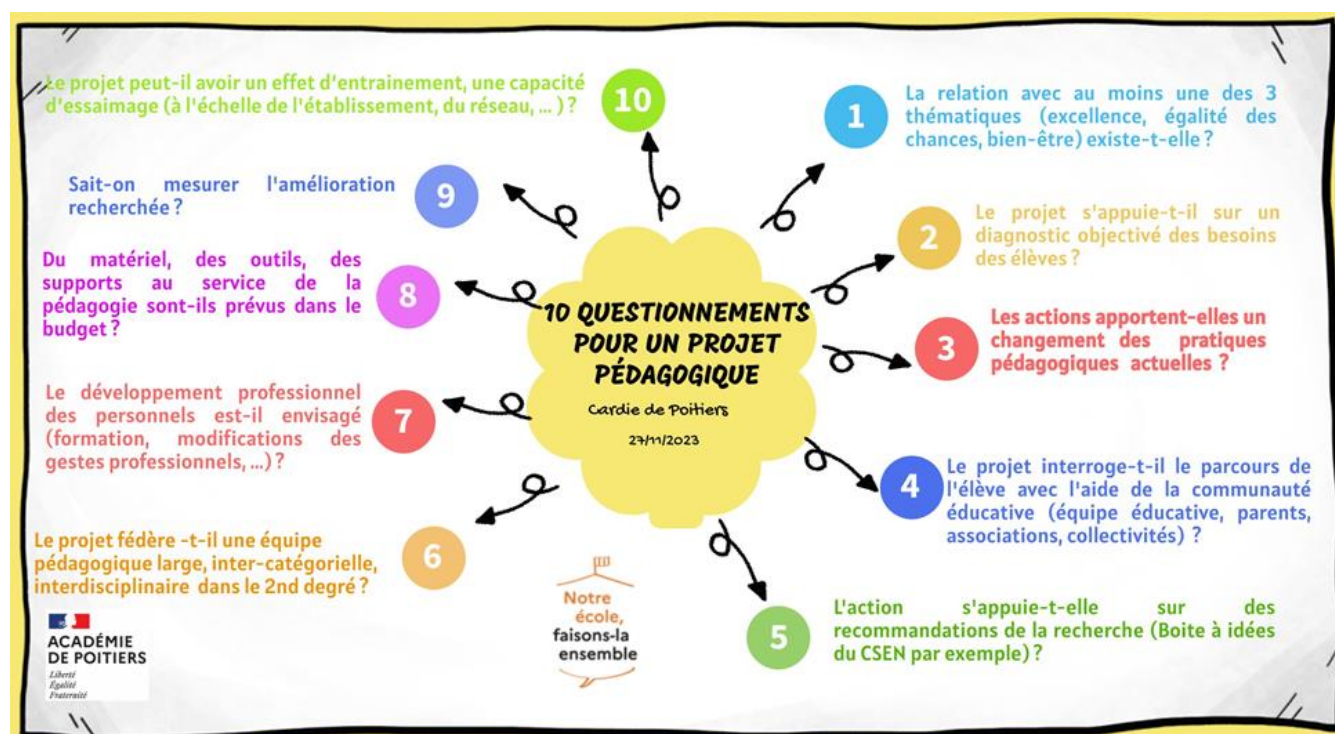 10 QUESTIONNEMENTS
POUR UN PROJET
PÉDAGOGIQUE
Cardie de Poitiers
27/11/2023
1
La relation avec au moins une des 3
thématiques (excellence, égalité des
chances, bien-être) existe-t-elle ?
2
Le projet s'appuie-t-il sur un
diagnostic objectivé des besoins
des élèves ?
3
Les actions apportent-elles un
changement des pratiques
pédagogiques actuelles ?
4
Le projet interroge-t-il le parcours de
l'élève avec l'aide de la communauté
éducative (équipe éducative, parents,
associations, collectivités) ?
5
L'action s'appuie-t-elle sur des
recommandations de la recherche (Boite à idées
du CSEN par exemple) ?
6
Le projet fédère -t-il une équipe
pédagogique large, inter-catégorielle,
interdisciplinaire dans le 2nd degré ?
7
Le développement professionnel
des personnels est-il envisagé
(formation, modifications des
gestes professionnels, ...) ?
8
Du matériel, des outils, des
supports au service de la
pédagogie sont-ils prévus dans le
budget ?
9
Sait-on mesurer l'amélioration
recherchée ?
10
Le projet peut-il avoir un effet d'entrainement, une capacité
d'essaimage (à l'échelle de l'établissement, du réseau, ... ) ?
Notre
école,
faisons-la
ensemble
ACADÉMIE
DE POITIERS
Liberté
Égalité
Fraternité